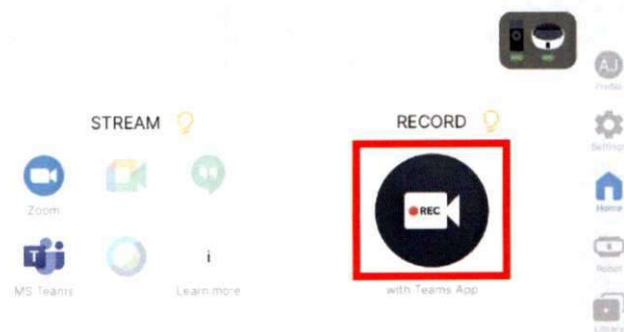 AJ
Profile
STREAM
RECORD
Settings
REC
Zoom
Home
T
i
MS Teams
Learn more
with Teams App
Robot
Library